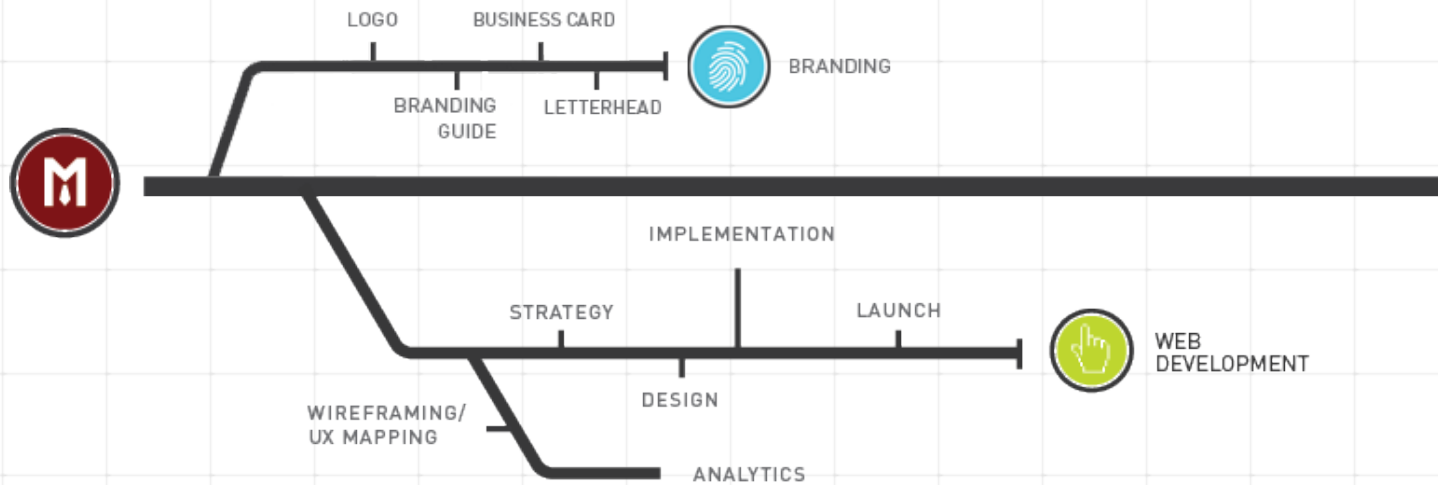 LOGO
BUSINESS CARD
BRANDING
BRANDING
GUIDE
LETTERHEAD
M
IMPLEMENTATION
STRATEGY
LAUNCH
WEB
DEVELOPMENT
DESIGN
WIREFRAMING/
UX MAPPING
ANALYTICS